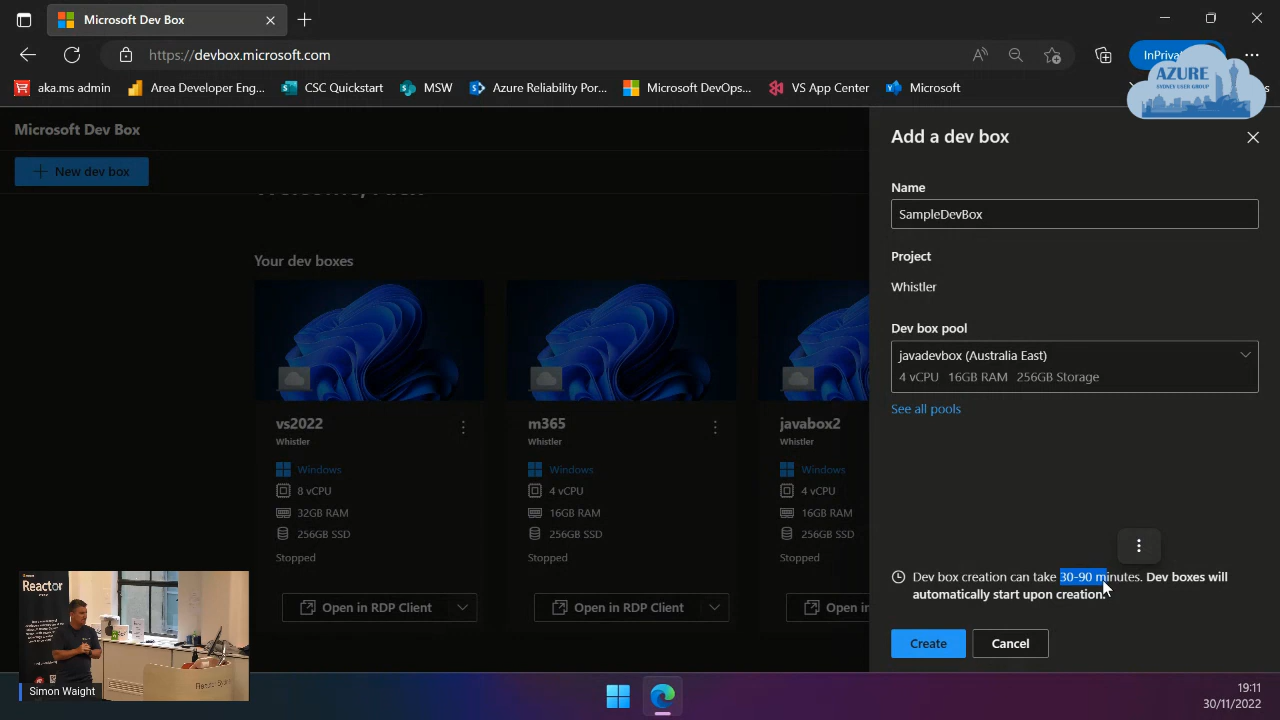 Microsoft Dev Box
https://devbox.microsoft.com
InPriv
aka.ms admin
Area Developer Eng...
CSC Quickstart
MSW
Azure Reliability Por...
Microsoft DevOps...
VS App Center
Microsoft
AZURE
SYDNEY USER GROUP
Microsoft Dev Box
New dev box
Your dev boxes
vs2022
Whistler
Windows
8 vCPU
32GB RAM
256GB SSD
Stopped
Open in RDP Client
m365
Whistler
Windows
4 vCPU
16GB RAM
256GB SSD
Stopped
Open in RDP Client
javabox2
Whistler
Windows
4 vCPU
16GB RAM
256GB SSD
Stopped
Open in R
Add a dev box
Name
SampleDevBox
Project
Whistler
Dev box pool
javadevbox (Australia East)
4 vCPU 16GB RAM 256GB Storage
See all pools
Dev box creation can take 30-90 minutes. Dev boxes will
automatically start upon creation.
Create
Cancel
Reactor
Simon Waight
19:11
30/11/2022